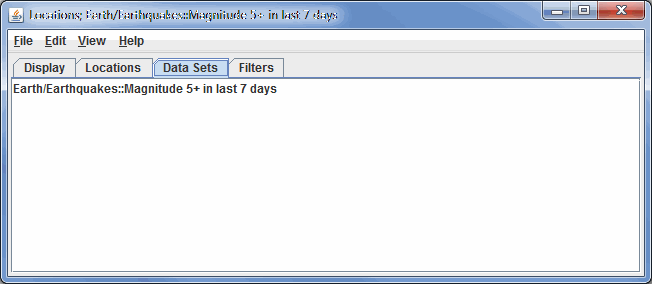 Locations; Earth/Earthquakes::Magnitude 5+ in last 7 days
File Edit View Help
Display Locations Data Sets Filters
Earth/Earthquakes::Magnitude 5+ in last 7 days